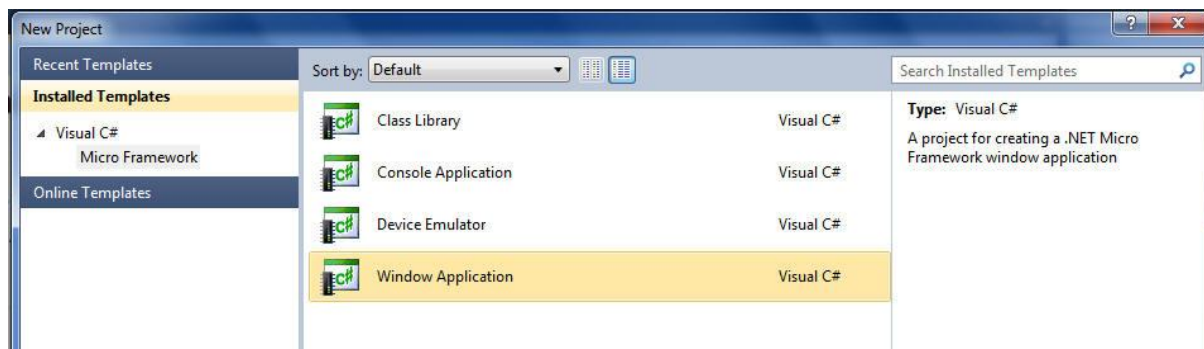 New Project
Recent Templates
Installed Templates
Visual C#
Micro Framework
Online Templates
Sort by: Default
Class Library Visual C#
Console Application Visual C#
Device Emulator Visual C#
Window Application Visual C#
Search Installed Templates
Type: Visual C#
A project for creating a .NET Micro
Framework window application